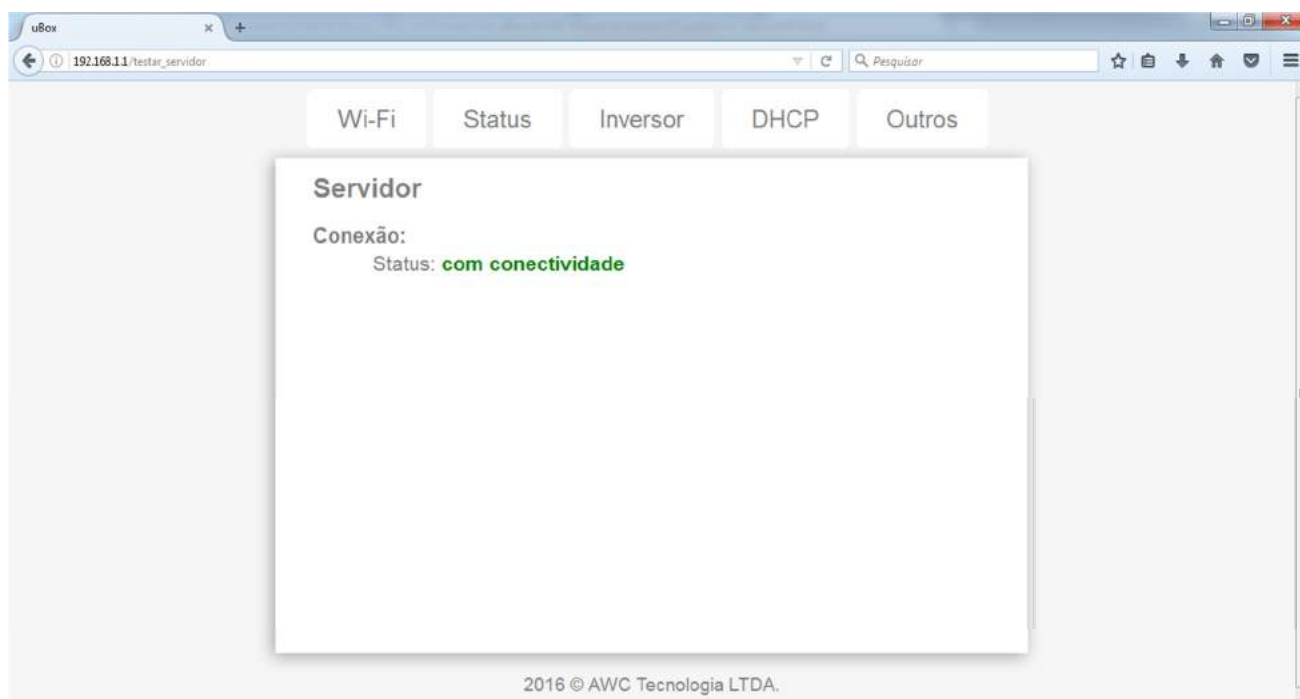 uBox
192.168.1.1/testar_servidor
Pesquisar
Wi-Fi Status Inversor DHCP Outros
Servidor
Conexão:
Status: com conectividade
2016 © AWC Tecnologia LTDA.